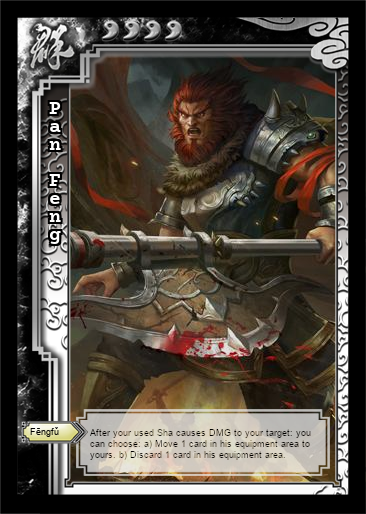 群
Pan Feng
Fēngfǔ
After your used Sha causes DMG to your target: you
can choose: a) Move 1 card in his equipment area to
yours. b) Discard 1 card in his equipment area.